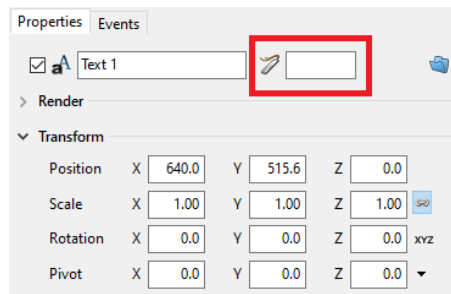 Properties Events
aA Text 1
Render
Transform
Position X 640.0 Y 515.6 Z 0.0
Scale X 1.00 Y 1.00 Z 1.00
Rotation X 0.0 Y 0.0 Z 0.0 XYZ
Pivot X 0.0 Y 0.0 Z 0.0